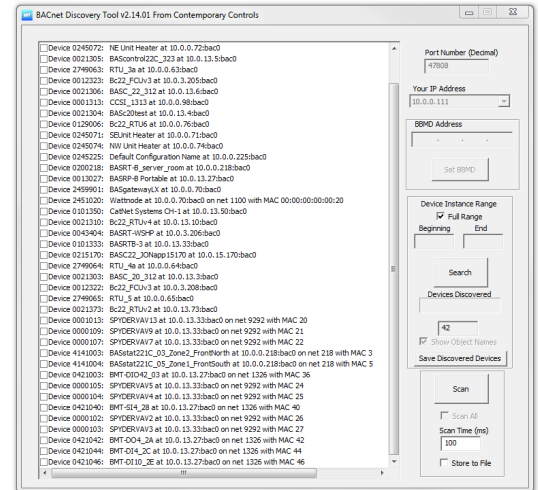 BACnet Discovery Tool v2.14.01 From Contemporary Controls
Device 0245072: NE Unit Heater at 10.0.0.72:bac0
Device 0021305: BAScontrol22C_323 at 10.0.13.5:bac0
Device 2749063: RTU_3a at 10.0.0.63:bac0
Device 0012323: Bc22_FCUv3 at 10.0.3.205:bac0
Device 0021306: BASC_22_312 at 10.0.13.6:bac0
Device 0001313: CCSI_1313 at 10.0.0.98:bac0
Device 0021304: BASc20test at 10.0.13.4:bac0
Device 0129006: Bc22_RTU6 at 10.0.0.76:bac0
Device 0245071: SEUnit Heater at 10.0.0.71:bac0
Device 0245074: NW Unit Heater at 10.0.0.74:bac0
Device 0245225: Default Configuration Name at 10.0.0.225:bac0
Device 0200218: BASRT-B_server_room at 10.0.0.218:bac0
Device 0013027: BASRP-B Portable at 10.0.13.27:bac0
Device 2459901: BASgatewayLX at 10.0.0.70:bac0
Device 2451020: Wattnode at 10.0.0.70:bac0 on net 1100 with MAC 00:00:00:00:00:20
Device 0101350: CatNet Systems CH-1 at 10.0.13.50:bac0
Device 0021310: Bc22_RTUv4 at 10.0.13.10:bac0
Device 0043404: BASRT-WSHP at 10.0.3.206:bac0
Device 0101333: BASRTB-3 at 10.0.13.33:bac0
Device 0215170: BASC22_JONapp15170 at 10.0.15.170:bac0
Device 2749064: RTU_4a at 10.0.0.64:bac0
Device 0021303: BASC_20_312 at 10.0.13.3:bac0
Device 0012322: Bc22_FCUv3 at 10.0.3.208:bac0
Device 2749065: RTU_5 at 10.0.0.65:bac0
Device 0021373: Bc22_RTUv2 at 10.0.13.73:bac0
Device 0001013: SPYDERVAV13 at 10.0.13.33:bac0 on net 9292 with MAC 20
Device 0000109: SPYDERVAV9 at 10.0.13.33:bac0 on net 9292 with MAC 21
Device 0000107: SPYDERVAV7 at 10.0.13.33:bac0 on net 9292 with MAC 22
Device 4141003: BASstat221C_03_Zone2_FrontNorth at 10.0.0.218:bac0 on net 218 with MAC 3
Device 4141004: BASstat221C_05_Zone1_FrontSouth at 10.0.0.218:bac0 on net 218 with MAC 5
Device 0421003: BMT-DIO42_03 at 10.0.13.27:bac0 on net 1326 with MAC 36
Device 0000105: SPYDERVAV5 at 10.0.13.33:bac0 on net 9292 with MAC 24
Device 0000104: SPYDERVAV4 at 10.0.13.33:bac0 on net 9292 with MAC 25
Device 0421040: BMT-SI4_28 at 10.0.13.27:bac0 on net 1326 with MAC 40
Device 0000102: SPYDERVAV2 at 10.0.13.33:bac0 on net 9292 with MAC 26
Device 0000103: SPYDERVAV3 at 10.0.13.33:bac0 on net 9292 with MAC 27
Device 0421042: BMT-DO4_2A at 10.0.13.27:bac0 on net 1326 with MAC 42
Device 0421044: BMT-DI4_2C at 10.0.13.27:bac0 on net 1326 with MAC 44
Device 0421046: BMT-DI10_2E at 10.0.13.27:bac0 on net 1326 with MAC 46
Port Number (Decimal)
47808
Your IP Address
10.0.0.111
BBMD Address
. . .
Set BBMD
Device Instance Range
Full Range
Beginning End
Search
Devices Discovered
42
Show Object Names
Save Discovered Devices
Scan
Scan All
Scan Time (ms)
100
Store to File